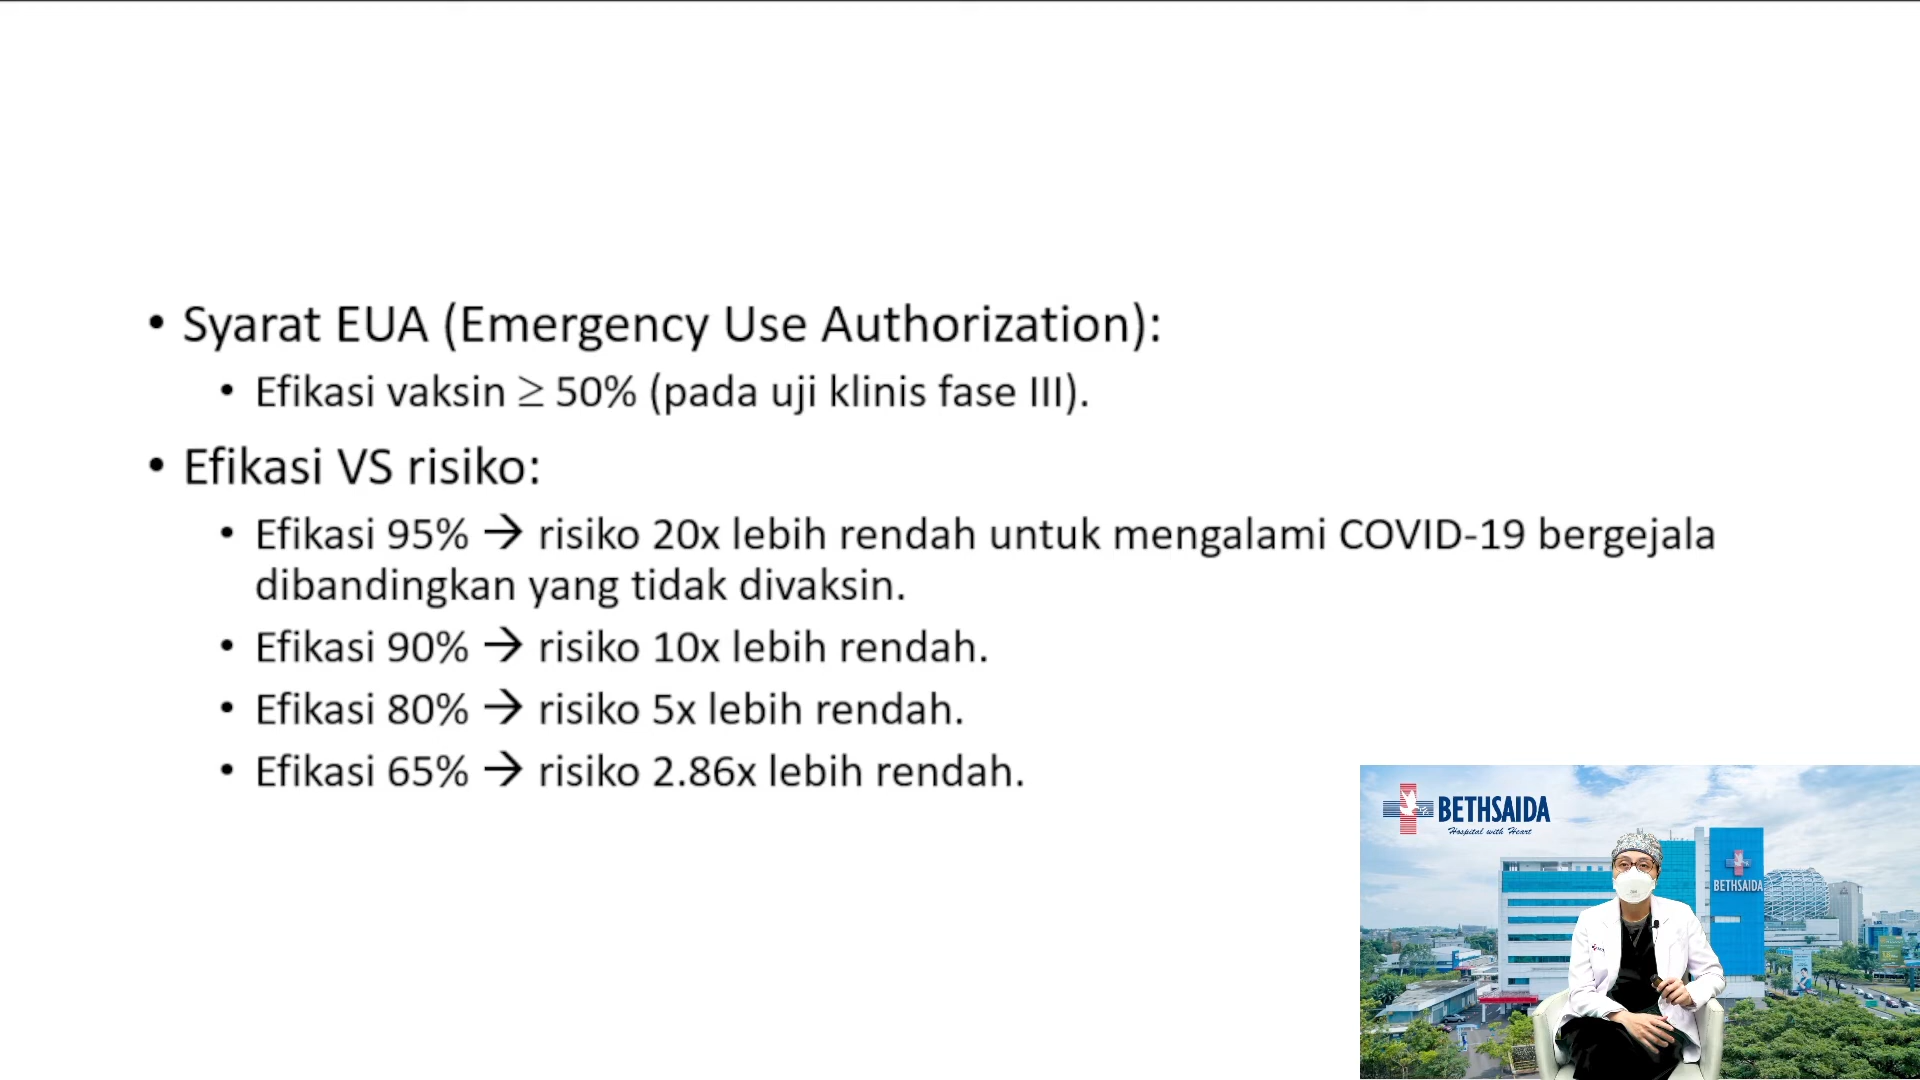 • Syarat EUA (Emergency Use Authorization):
• Efikasi vaksin ≥ 50% (pada uji klinis fase III).
• Efikasi VS risiko:
• Efikasi 95% → risiko 20x lebih rendah untuk mengalami COVID-19 bergejala
dibandingkan yang tidak divaksin.
• Efikasi 90% → risiko 10x lebih rendah.
• Efikasi 80% → risiko 5x lebih rendah.
• Efikasi 65% → risiko 2.86x lebih rendah.
BETHSAIDA
Hospital with Heart
BETHSAIDA